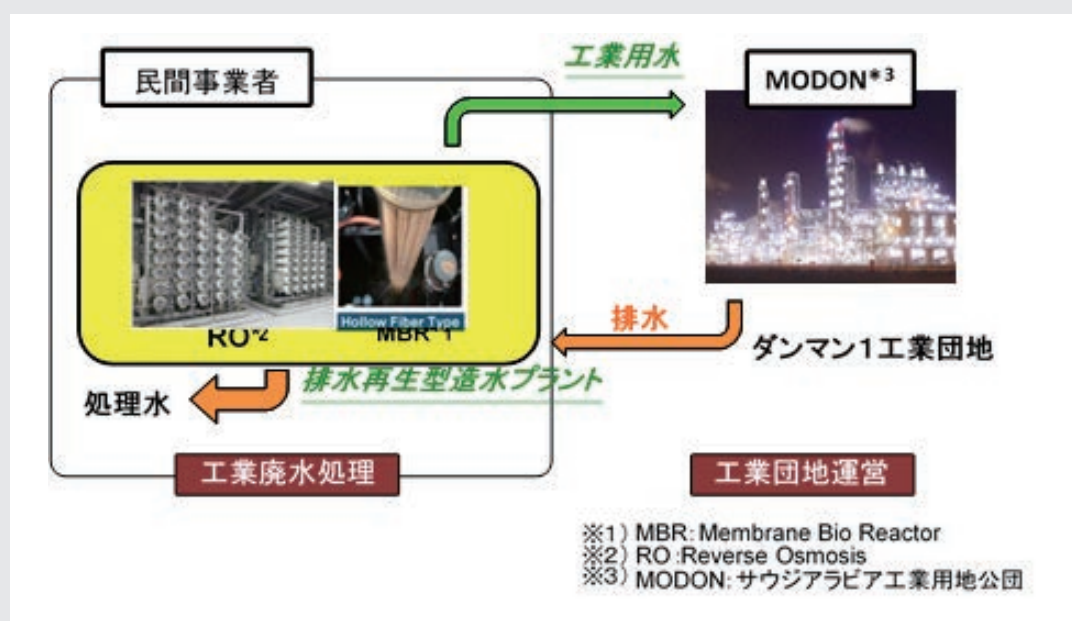 民間事業者
工業用水
MODON*3
Hollow Fiber Type
RO*2
MBR*1
排水
ダンマン1工業団地
排水再生型造水プラント
処理水
工業廃水処理
工業団地運営
※1) MBR:Membrane Bio Reactor
※2) RO :Reverse Osmosis
※3) MODON:サウジアラビア工業用地公団